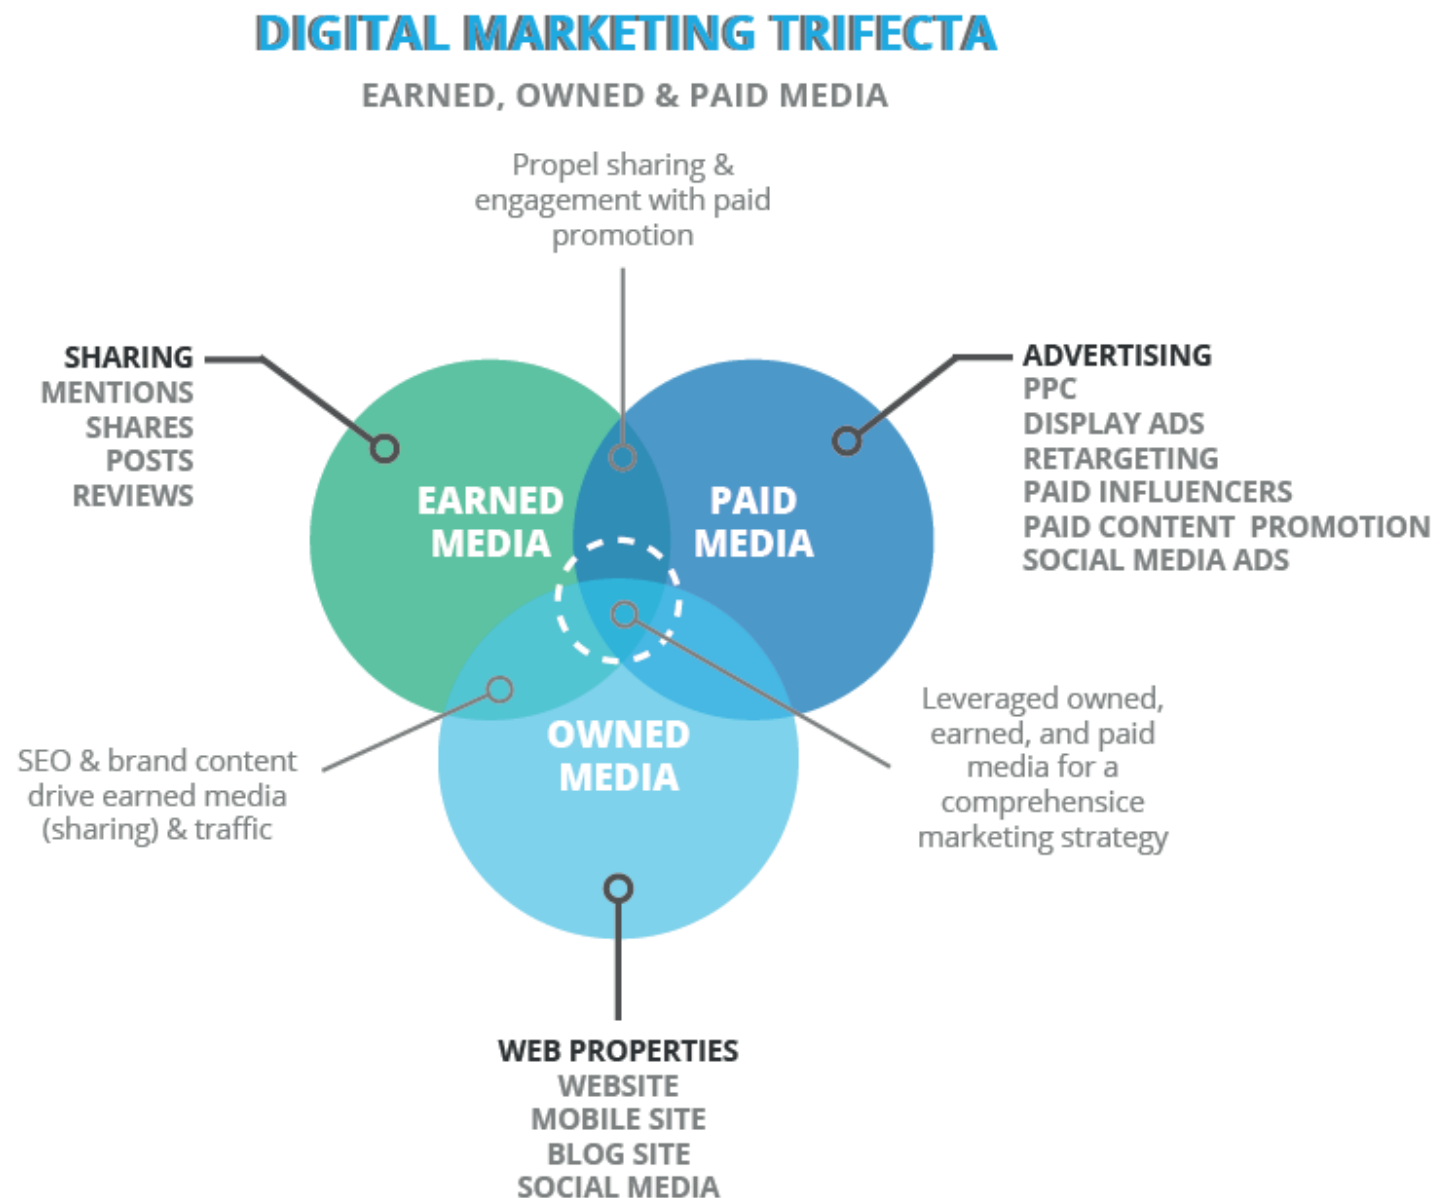 DIGITAL MARKETING TRIFECTA
EARNED, OWNED & PAID MEDIA
Propel sharing &
engagement with paid
promotion
SHARING
MENTIONS
SHARES
POSTS
REVIEWS
ADVERTISING
PPC
DISPLAY ADS
RETARGETING
PAID INFLUENCERS
PAID CONTENT PROMOTION
SOCIAL MEDIA ADS
EARNED
MEDIA
PAID
MEDIA
OWNED
MEDIA
SEO & brand content
drive earned media
(sharing) & traffic
Leveraged owned,
earned, and paid
media for a
comprehensice
marketing strategy
WEB PROPERTIES
WEBSITE
MOBILE SITE
BLOG SITE
SOCIAL MEDIA